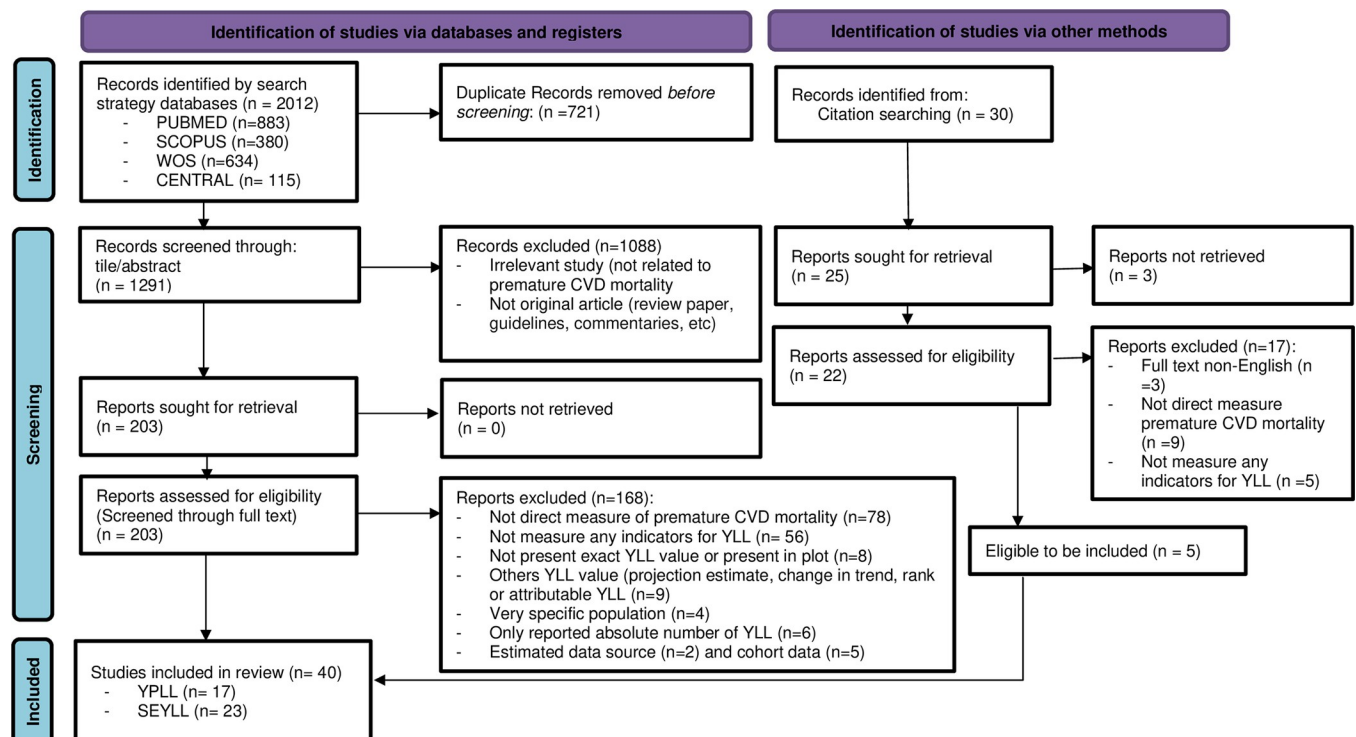 Identification of studies via databases and registers
Identification of studies via other methods
Identification
Records identified by search
strategy databases (n = 2012)
- PUBMED (n=883)
- SCOPUS (n=380)
- WOS (n=634)
- CENTRAL (n= 115)
Duplicate Records removed before
screening: (n =721)
Records identified from:
Citation searching (n = 30)
Screening
Records screened through:
tile/abstract
(n = 1291)
Records excluded (n=1088)
- Irrelevant study (not related to
premature CVD mortality
- Not original article (review paper,
guidelines, commentaries, etc)
Reports sought for retrieval
(n = 25)
Reports not retrieved
(n = 3)
Reports sought for retrieval
(n = 203)
Reports not retrieved
(n = 0)
Reports assessed for eligibility
(n = 22)
Reports excluded (n=17):
- Full text non-English (n
=3)
- Not direct measure
premature CVD mortality
(n =9)
- Not measure any
indicators for YLL (n =5)
Reports assessed for eligibility
(Screened through full text)
(n = 203)
Reports excluded (n=168):
- Not direct measure of premature CVD mortality (n=78)
- Not measure any indicators for YLL (n= 56)
- Not present exact YLL value or present in plot (n=8)
- Others YLL value (projection estimate, change in trend, rank
or attributable YLL (n=9)
- Very specific population (n=4)
- Only reported absolute number of YLL (n=6)
- Estimated data source (n=2) and cohort data (n=5)
Eligible to be included (n = 5)
Included
Studies included in review (n= 40)
- YPLL (n= 17)
- SEYLL (n= 23)